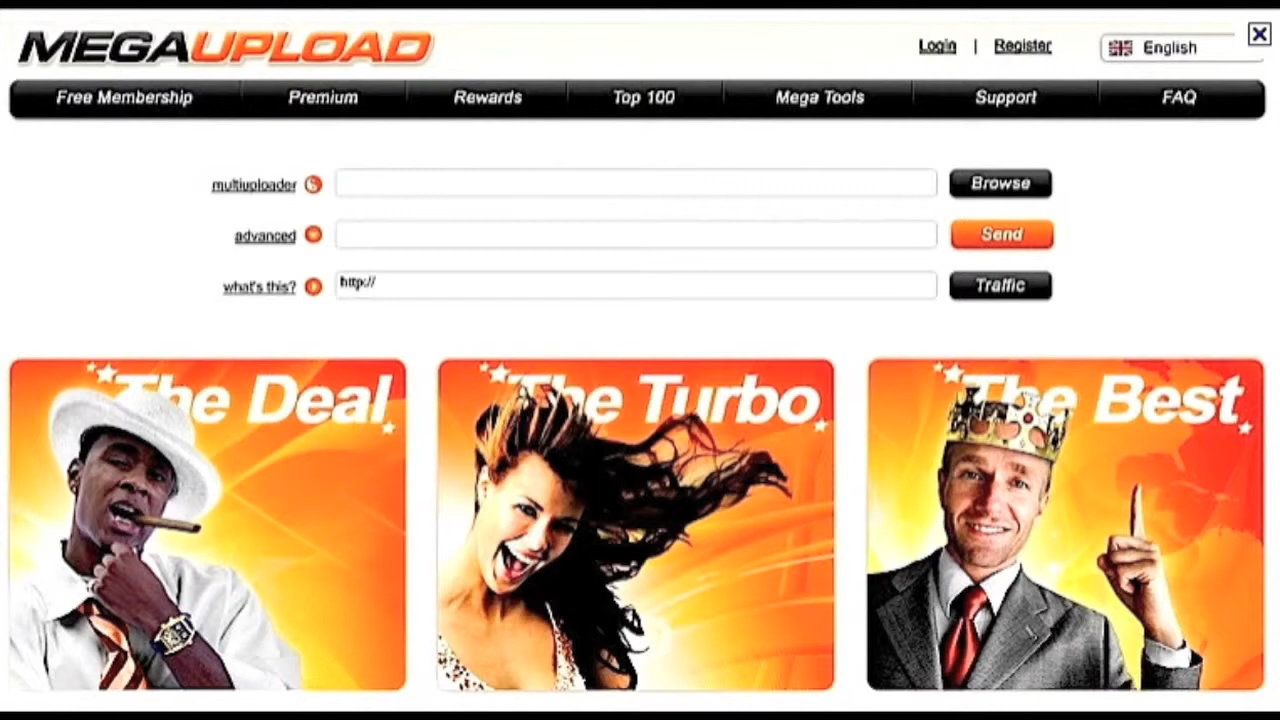 MEGAUPLOAD
Login | Register
English
Free Membership Premium Rewards Top 100 Mega Tools Support FAQ
multiuploader Browse
advanced Send
what's this? http:// Traffic
The Deal The Turbo The Best